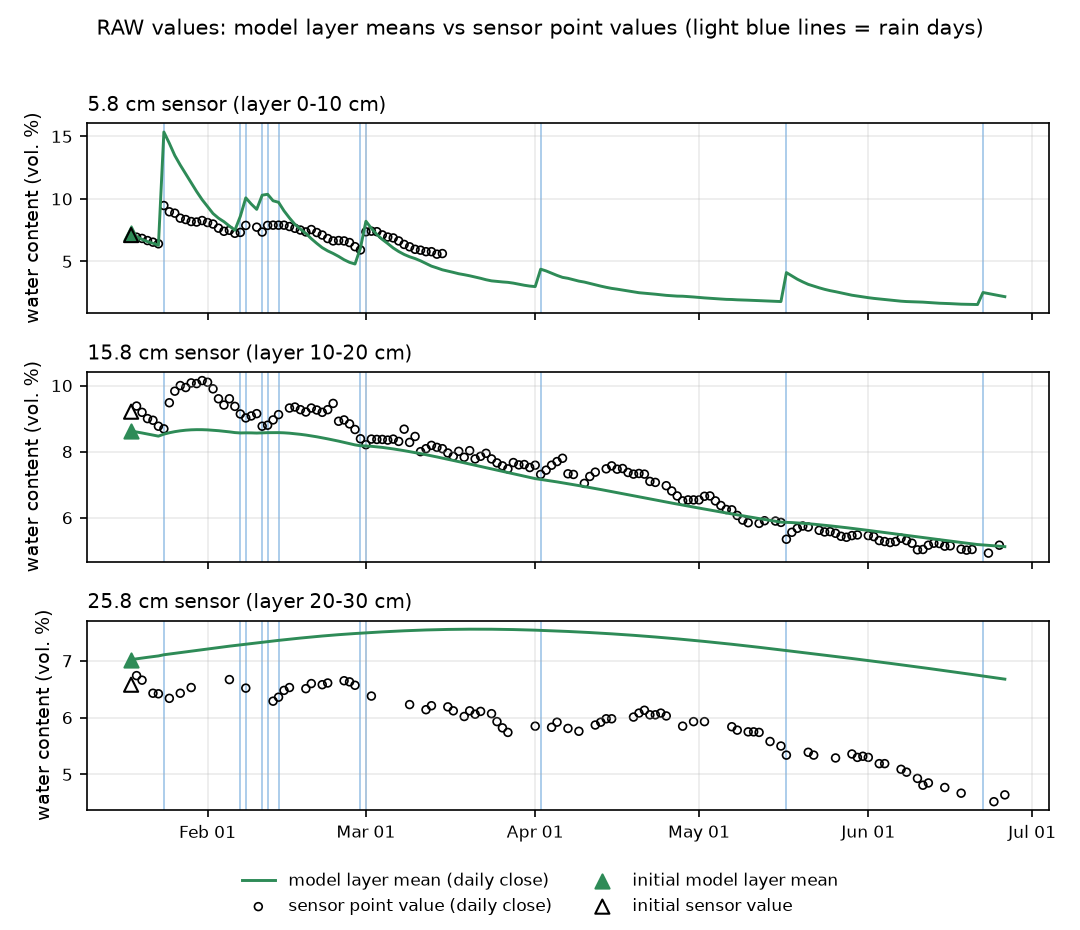 RAW values: model layer means vs sensor point values (light blue lines = rain days)
5.8 cm sensor (layer 0-10 cm)
water content (vol. %)
15
10
5
15.8 cm sensor (layer 10-20 cm)
water content (vol. %)
10
8
6
25.8 cm sensor (layer 20-30 cm)
water content (vol. %)
7
6
5
Feb 01 Mar 01 Apr 01 May 01 Jun 01 Jul 01
model layer mean (daily close) initial model layer mean
sensor point value (daily close) initial sensor value